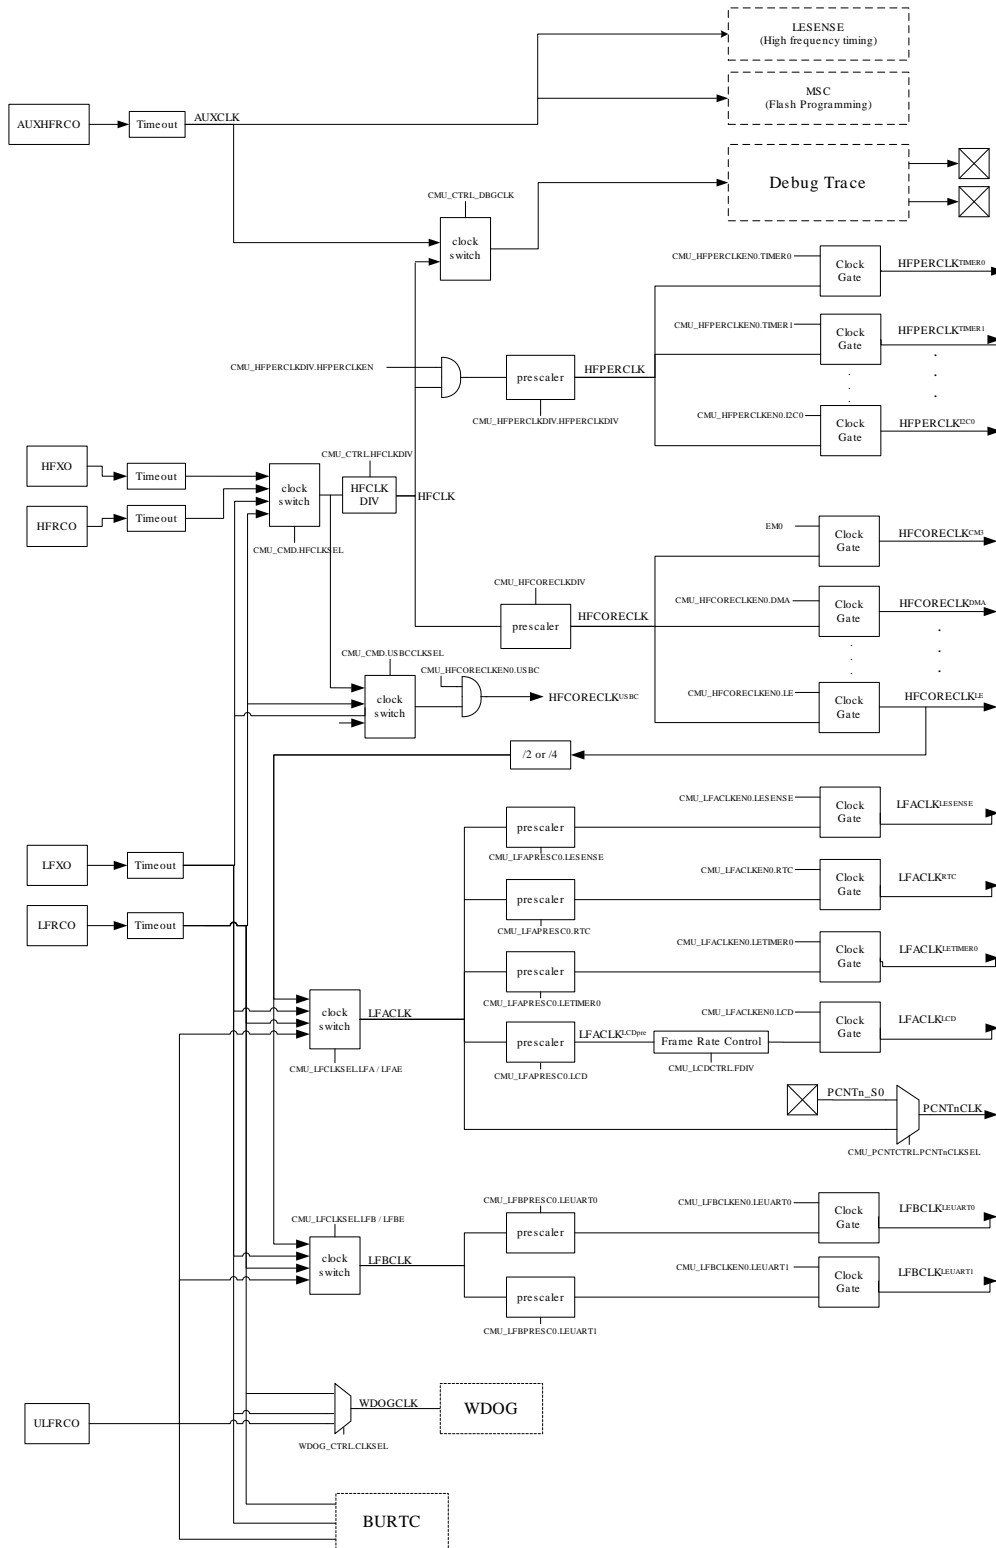 LESENSE
(High frequency timing)
MSC
(Flash Programming)
AUXHFRCO
Timeout
AUXCLK
Debug Trace
CMU_CTRL_DBGCLK
clock
switch
CMU_HFPERCLKEN0.TIMER0
Clock
Gate
HFPERCLKTIMER0
CMU_HFPERCLKEN0.TIMER1
Clock
Gate
HFPERCLKTIMER1
CMU_HFPERCLKDIV.HFPERCLKEN
prescaler
HFPERCLK
CMU_HFPERCLKDIV.HFPERCLKDIV
CMU_HFPERCLKEN0.I2C0
Clock
Gate
HFPERCLKI2C0
HFXO
Timeout
HFRCO
Timeout
clock
switch
CMU_CMD.HFCLKSEL
CMU_CTRL.HFCLKDIV
HFCLK
DIV
HFCLK
EM0
Clock
Gate
HFCORECLKCM3
CMU_HFCORECLKDIV
prescaler
HFCORECLK
CMU_HFCORECLKEN0.DMA
Clock
Gate
HFCORECLKDMA
CMU_CMD.USBCCLKSEL
CMU_HFCORECLKEN0.USBC
clock
switch
HFCORECLKUSBC
CMU_HFCORECLKEN0.LE
Clock
Gate
HFCORECLKLE
/2 or /4
LFXO
Timeout
LFRCO
Timeout
prescaler
CMU_LFAPRESC0.LESENSE
CMU_LFACLKEN0.LESENSE
Clock
Gate
LFACLKLESENSE
prescaler
CMU_LFAPRESC0.RTC
CMU_LFACLKEN0.RTC
Clock
Gate
LFACLKRTC
prescaler
CMU_LFAPRESC0.LETIMER0
CMU_LFACLKEN0.LETIMER0
Clock
Gate
LFACLKLETIMER0
clock
switch
LFACLK
CMU_LFCLKSEL.LFA / LFAE
prescaler
CMU_LFAPRESC0.LCD
LFACLKLCDpre
Frame Rate Control
CMU_LCDCTRL.FDIV
CMU_LFACLKEN0.LCD
Clock
Gate
LFACLKLCD
PCNTn_S0
PCNTnCLK
CMU_PCNTCTRL.PCNTnCLKSEL
CMU_LFCLKSEL.LFB / LFBE
clock
switch
LFBCLK
CMU_LFBPRESC0.LEUART0
prescaler
CMU_LFBCLKEN0.LEUART0
Clock
Gate
LFBCLKLEUART0
prescaler
CMU_LFBPRESC0.LEUART1
CMU_LFBCLKEN0.LEUART1
Clock
Gate
LFBCLKLEUART1
ULFRCO
WDOGCLK
WDOG
WDOG_CTRL.CLKSEL
BURTC